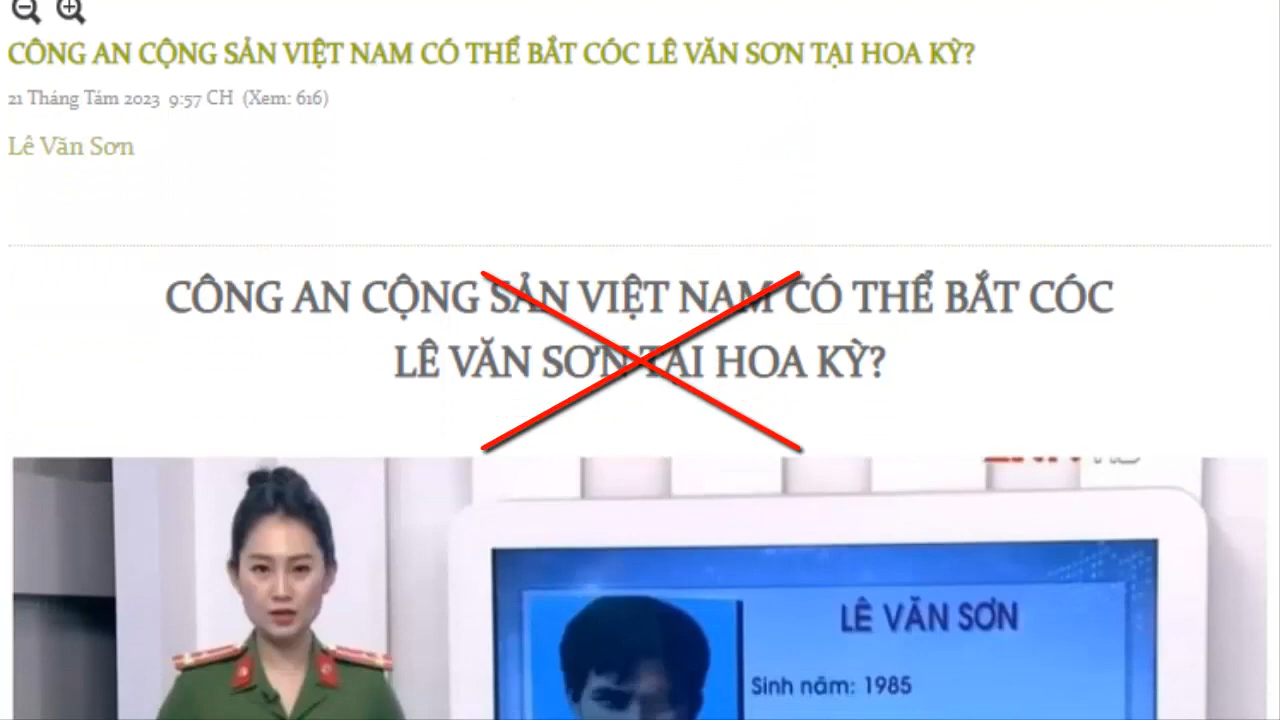 CÔNG AN CỘNG SẢN VIỆT NAM CÓ THỂ BẮT CÓC LÊ VĂN SƠN TẠI HOA KỲ?
21 Tháng Tám 2023 9:57 CH (Xem: 616)
Lê Văn Sơn
CÔNG AN CỘNG SẢN VIỆT NAM CÓ THỂ BẮT CÓC
LÊ VĂN SƠN TẠI HOA KỲ?
LÊ VĂN SƠN
Sinh năm: 1985